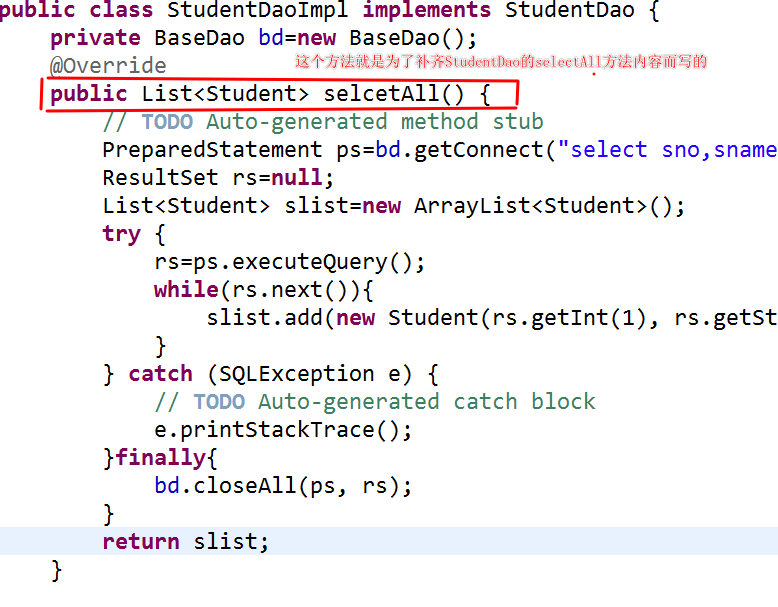 public class StudentDaoImpl implements StudentDao {
private BaseDao bd=new BaseDao();
@Override 这个方法就是为了补齐StudentDao的selectAll方法内容而写的
public List<Student> selcetAll() {
// TODO Auto-generated method stub
PreparedStatement ps=bd.getConnect("select sno,sname
ResultSet rs=null;
List<Student> slist=new ArrayList<Student>();
try {
rs=ps.executeQuery();
while(rs.next()){
slist.add(new Student(rs.getInt(1), rs.getSt
}
} catch (SQLException e) {
// TODO Auto-generated catch block
e.printStackTrace();
}finally{
bd.closeAll(ps, rs);
}
return slist;
}